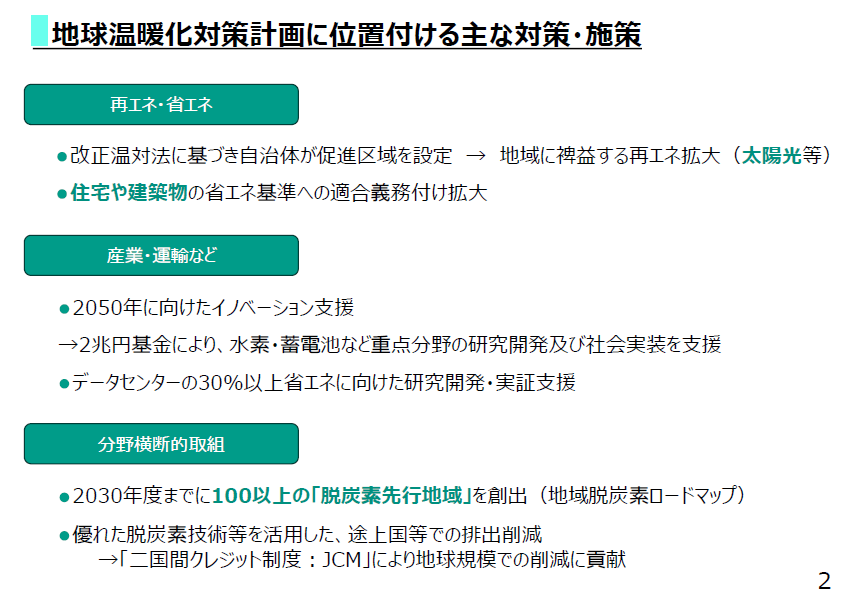 地球温暖化対策計画に位置付ける主な対策・施策
再エネ・省エネ
●改正温対法に基づき自治体が促進区域を設定 → 地域に裨益する再エネ拡大（太陽光等）
●住宅や建築物の省エネ基準への適合義務付け拡大
産業・運輸など
●2050年に向けたイノベーション支援
→2兆円基金により、水素・蓄電池など重点分野の研究開発及び社会実装を支援
●データセンターの30%以上省エネに向けた研究開発・実証支援
分野横断的取組
●2030年度までに100以上の「脱炭素先行地域」を創出（地域脱炭素ロードマップ）
●優れた脱炭素技術等を活用した、途上国等での排出削減
→「二国間クレジット制度：JCM」により地球規模での削減に貢献
2